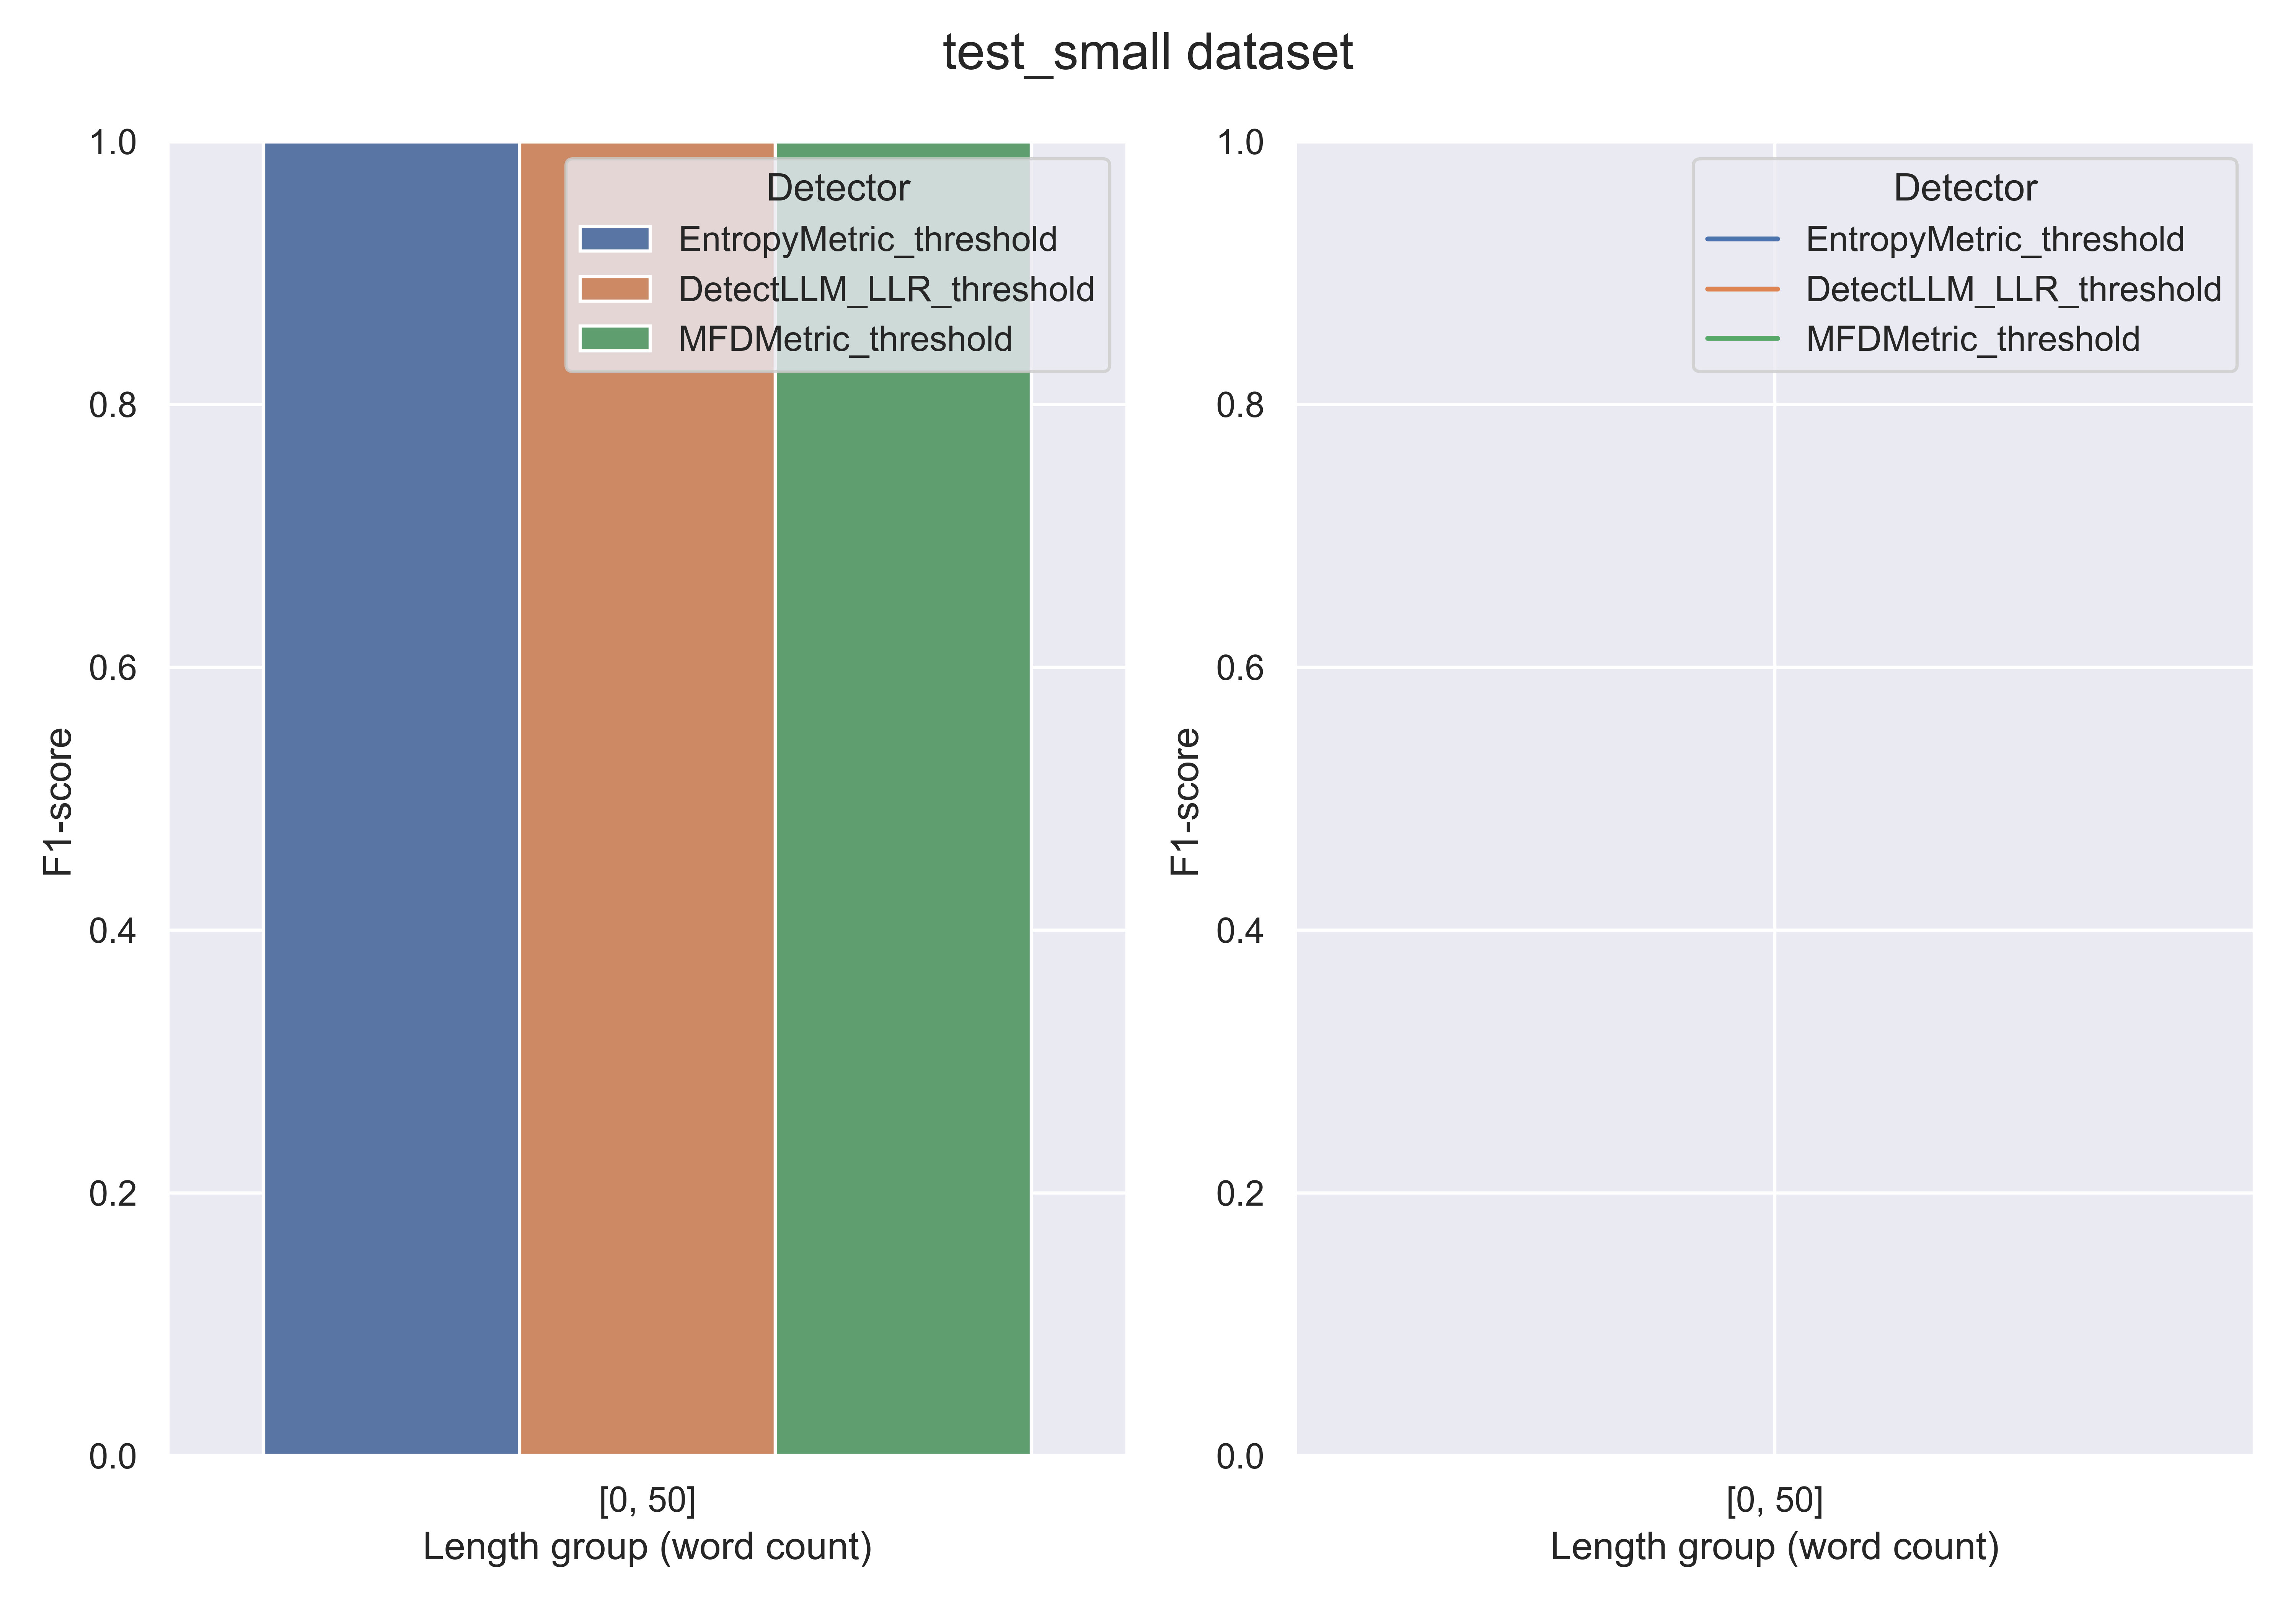 test_small dataset
1.0
0.8
0.6
0.4
0.2
0.0
F1-score
Detector
EntropyMetric_threshold
DetectLLM_LLR_threshold
MFDMetric_threshold
[0, 50]
Length group (word count)
1.0
0.8
0.6
0.4
0.2
0.0
F1-score
Detector
EntropyMetric_threshold
DetectLLM_LLR_threshold
MFDMetric_threshold
[0, 50]
Length group (word count)